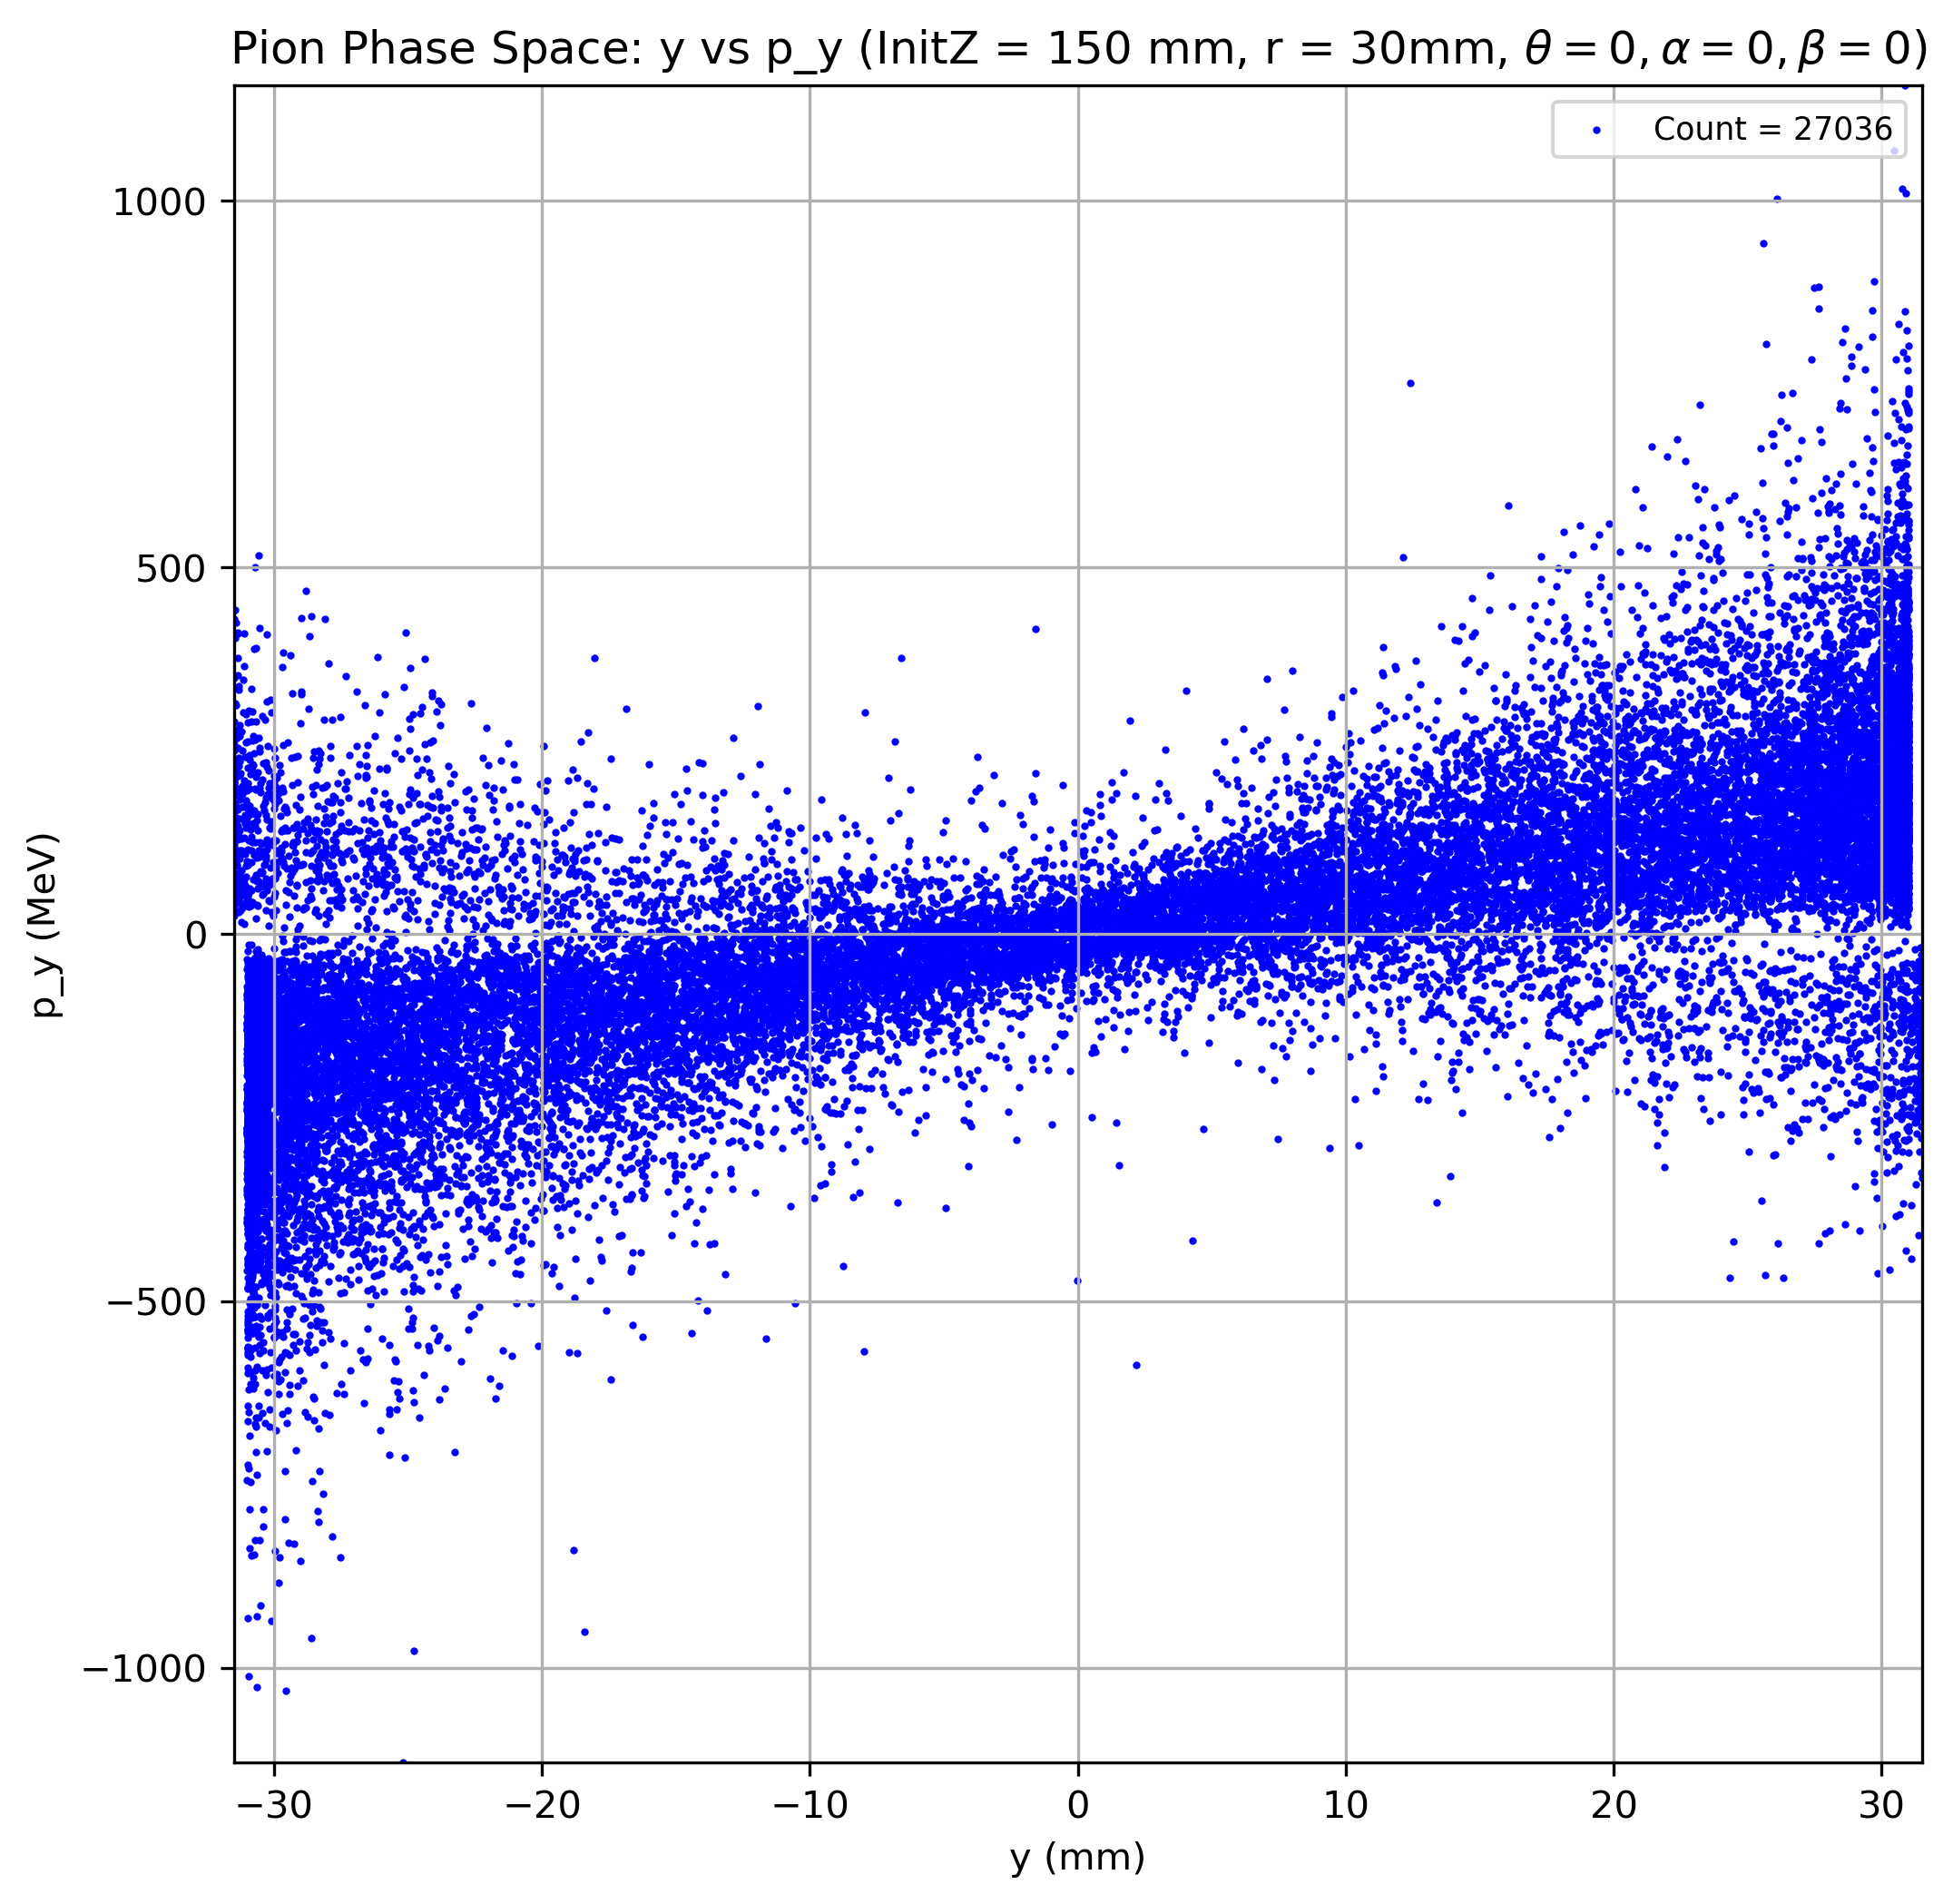 Pion Phase Space: y vs p_y (InitZ = 150 mm, r = 30mm, θ = 0, α = 0, β = 0)
Count = 27036
1000
500
0
−500
−1000
p_y (MeV)
−30 −20 −10 0 10 20 30
y (mm)